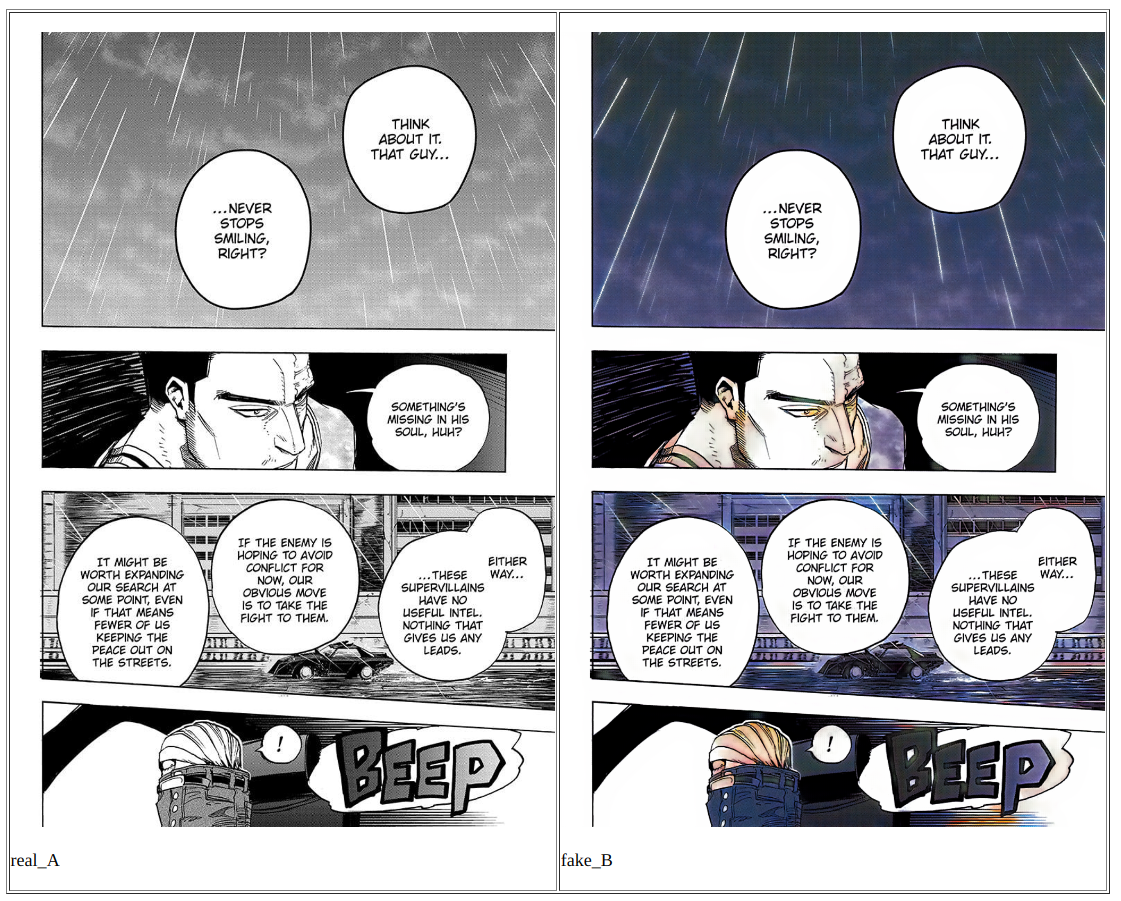 THINK
ABOUT IT.
THAT GUY...
...NEVER
STOPS
SMILING,
RIGHT?
SOMETHING'S
MISSING IN HIS
SOUL, HUH?
IT MIGHT BE
WORTH EXPANDING
OUR SEARCH AT
SOME POINT, EVEN
IF THAT MEANS
FEWER OF US
KEEPING THE
PEACE OUT ON
THE STREETS.
IF THE ENEMY IS
HOPING TO AVOID
CONFLICT FOR
NOW, OUR
OBVIOUS MOVE
IS TO TAKE THE
FIGHT TO THEM.
EITHER
WAY...
...THESE
SUPERVILLAINS
HAVE NO
USEFUL INTEL.
NOTHING THAT
GIVES US ANY
LEADS.
!
BEEP
real_A
THINK
ABOUT IT.
THAT GUY...
...NEVER
STOPS
SMILING,
RIGHT?
SOMETHING'S
MISSING IN HIS
SOUL, HUH?
IT MIGHT BE
WORTH EXPANDING
OUR SEARCH AT
SOME POINT, EVEN
IF THAT MEANS
FEWER OF US
KEEPING THE
PEACE OUT ON
THE STREETS.
IF THE ENEMY IS
HOPING TO AVOID
CONFLICT FOR
NOW, OUR
OBVIOUS MOVE
IS TO TAKE THE
FIGHT TO THEM.
EITHER
WAY...
...THESE
SUPERVILLAINS
HAVE NO
USEFUL INTEL.
NOTHING THAT
GIVES US ANY
LEADS.
!
BEEP
fake_B